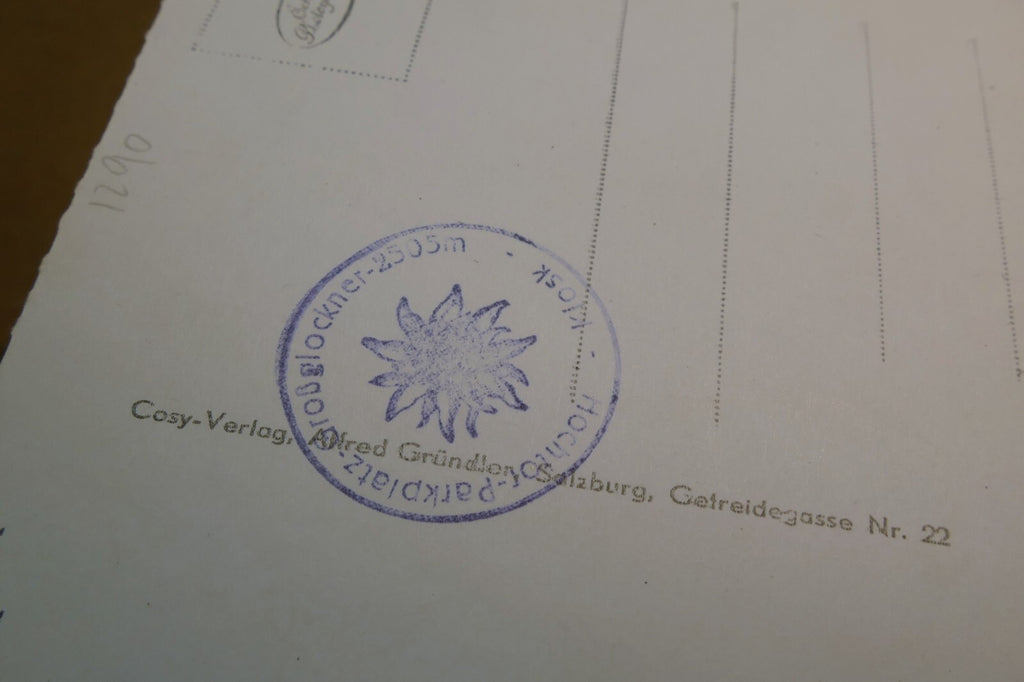 1290
Kiosk - Hochtor-Parkplatz-Großglockner-2505m -
Cosy-Verlag, Alfred Gründler, Salzburg, Getreidegasse Nr. 22